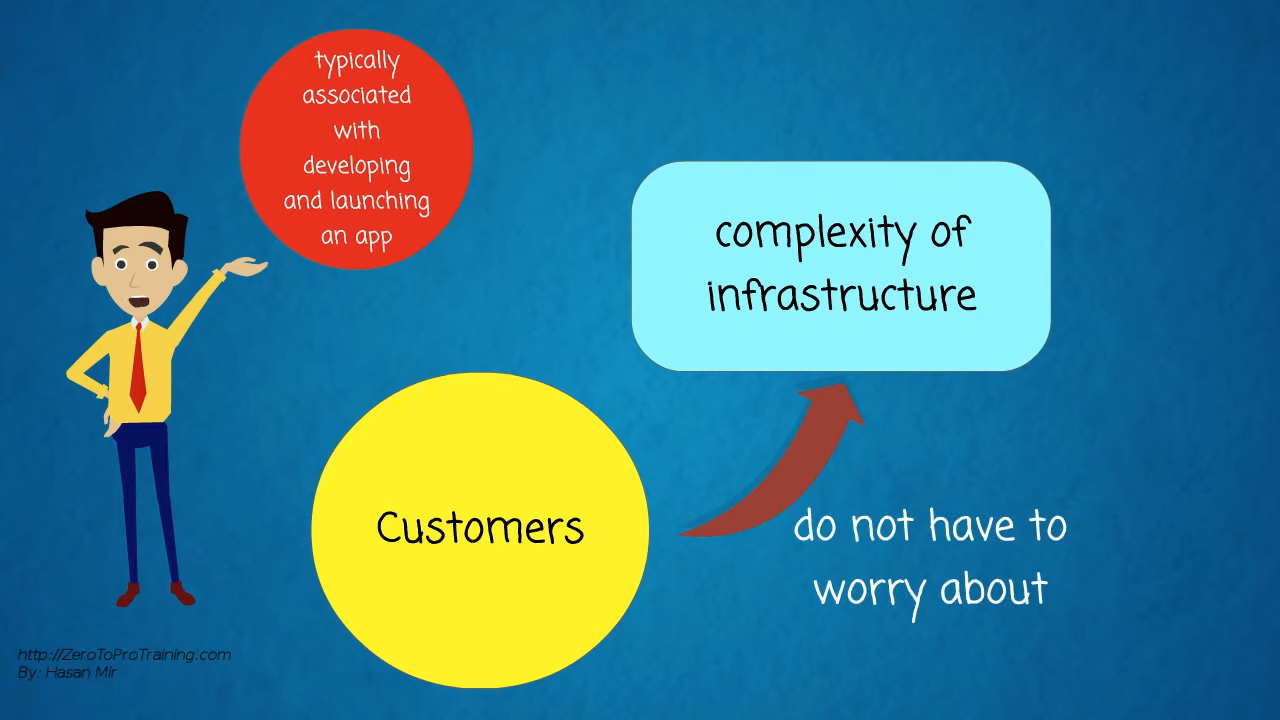 typically
associated
with
developing
and launching
an app
complexity of
infrastructure
Customers
do not have to
worry about
http://ZeroToProTraining.com
By: Hasan Mir